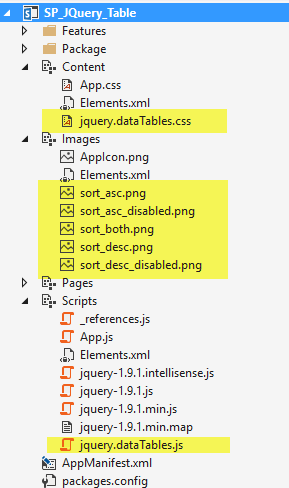 SP_JQuery_Table
Features
Package
Content
App.css
Elements.xml
jquery.dataTables.css
Images
AppIcon.png
Elements.xml
sort_asc.png
sort_asc_disabled.png
sort_both.png
sort_desc.png
sort_desc_disabled.png
Pages
Scripts
_references.js
App.js
Elements.xml
jquery-1.9.1.intellisense.js
jquery-1.9.1.js
jquery-1.9.1.min.js
jquery-1.9.1.min.map
jquery.dataTables.js
AppManifest.xml
packages.config